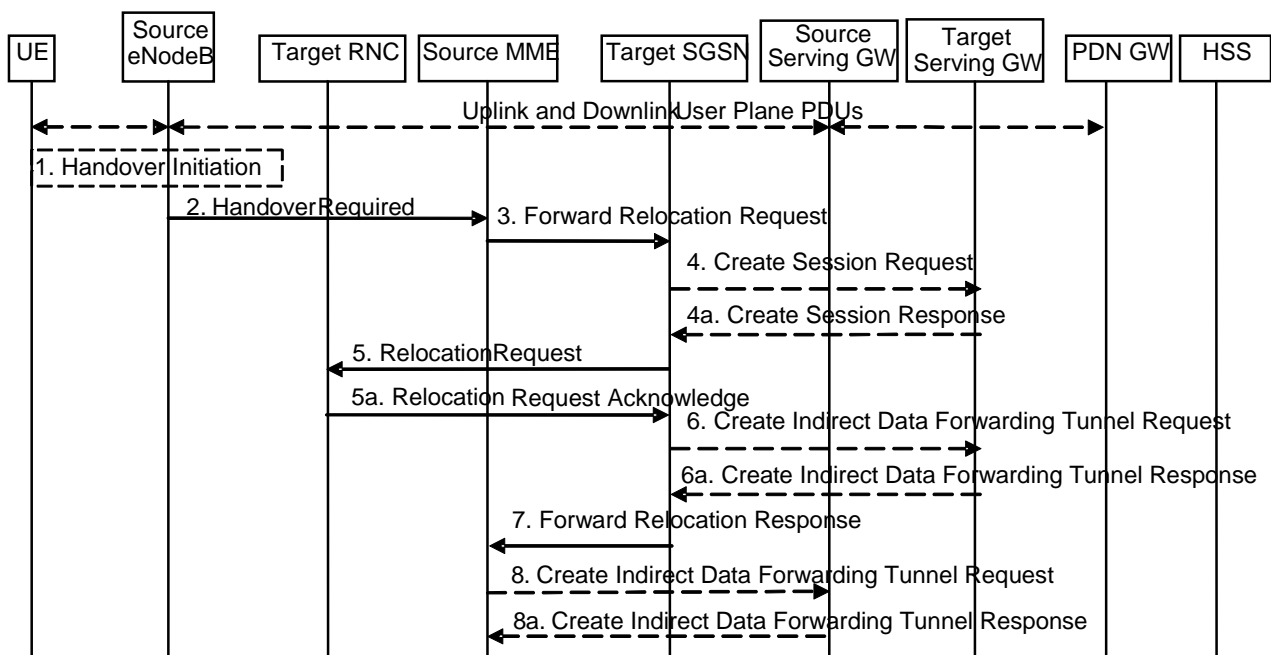 UE
Source
eNodeB
Target RNC
Source MME
Target SGSN
Source
Serving GW
Target
Serving GW
PDN GW
HSS
Uplink and Downlink User Plane PDUs
1. Handover Initiation
2. Handover Required
3. Forward Relocation Request
4. Create Session Request
4a. Create Session Response
5. Relocation Request
5a. Relocation Request Acknowledge
6. Create Indirect Data Forwarding Tunnel Request
6a. Create Indirect Data Forwarding Tunnel Response
7. Forward Relocation Response
8. Create Indirect Data Forwarding Tunnel Request
8a. Create Indirect Data Forwarding Tunnel Response